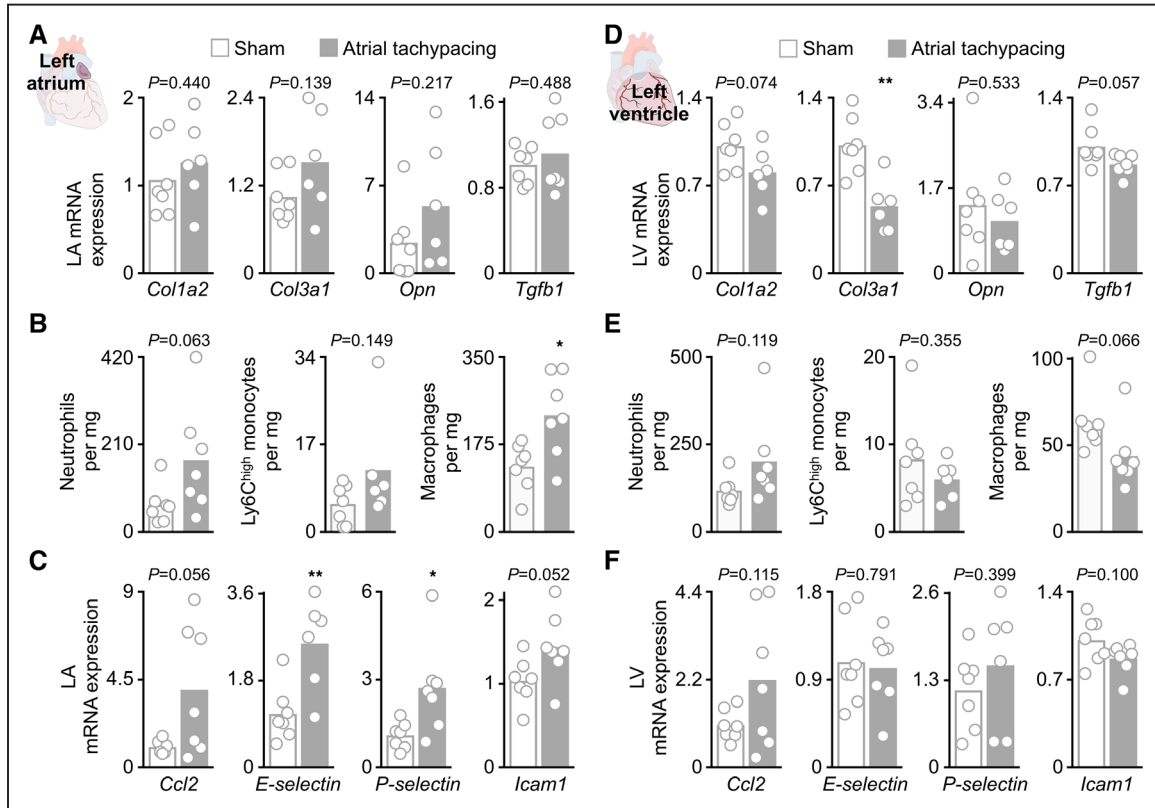 A
Left
atrium
Sham
Atrial tachypacing
P=0.440
P=0.139
P=0.217
P=0.488
LA mRNA
expression
2
1
0
2.4
1.2
0
14
7
0
1.6
0.8
0
Col1a2
Col3a1
Opn
Tgfb1
B
P=0.063
P=0.149
*
Neutrophils
per mg
420
210
0
Ly6Chigh monocytes
per mg
34
17
0
Macrophages
per mg
350
175
0
C
P=0.056
**
*
P=0.052
LA
mRNA expression
9
4.5
0
3.6
1.8
0
6
3
0
2
1
0
Ccl2
E-selectin
P-selectin
Icam1
D
Left
ventricle
Sham
Atrial tachypacing
P=0.074
**
P=0.533
P=0.057
LV mRNA
expression
1.4
0.7
0
1.4
0.7
0
3.4
1.7
0
1.4
0.7
0
Col1a2
Col3a1
Opn
Tgfb1
E
P=0.119
P=0.355
P=0.066
Neutrophils
per mg
500
250
0
Ly6Chigh monocytes
per mg
20
10
0
Macrophages
per mg
100
50
0
F
P=0.115
P=0.791
P=0.399
P=0.100
LV
mRNA expression
4.4
2.2
0
1.8
0.9
0
2.6
1.3
0
1.4
0.7
0
Ccl2
E-selectin
P-selectin
Icam1